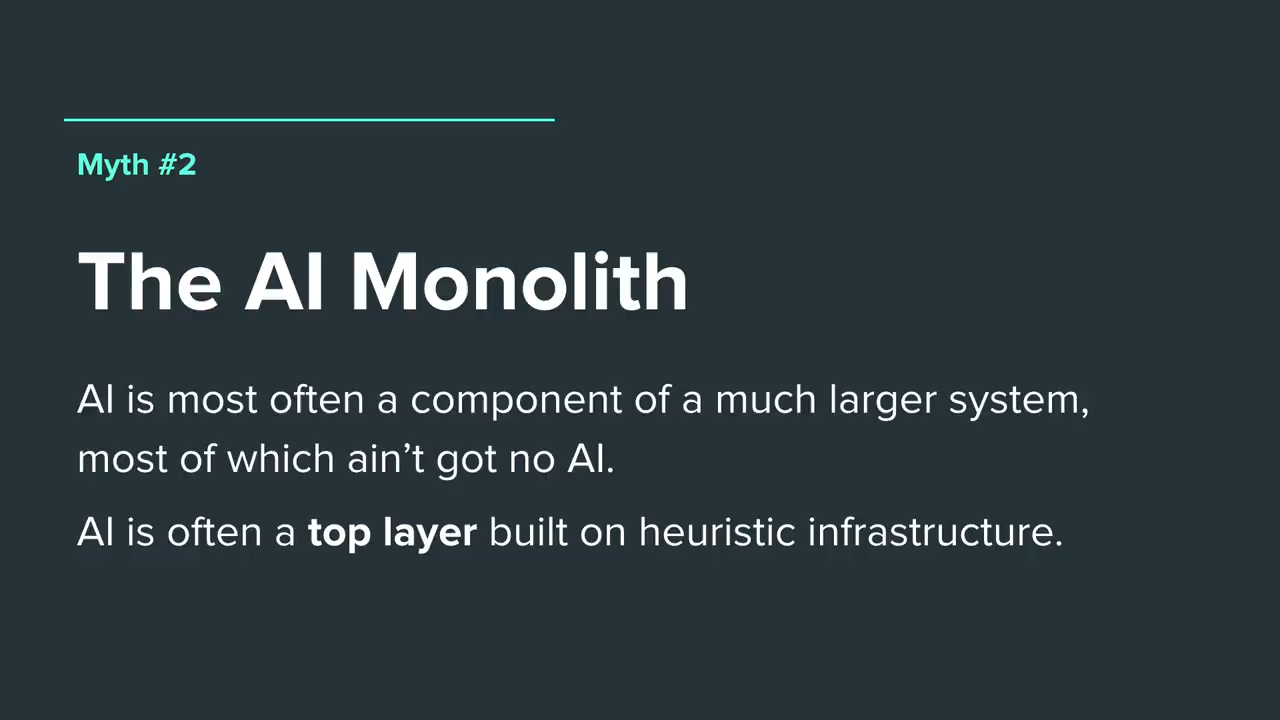 Myth #2
The AI Monolith
AI is most often a component of a much larger system,
most of which ain’t got no AI.
AI is often a top layer built on heuristic infrastructure.